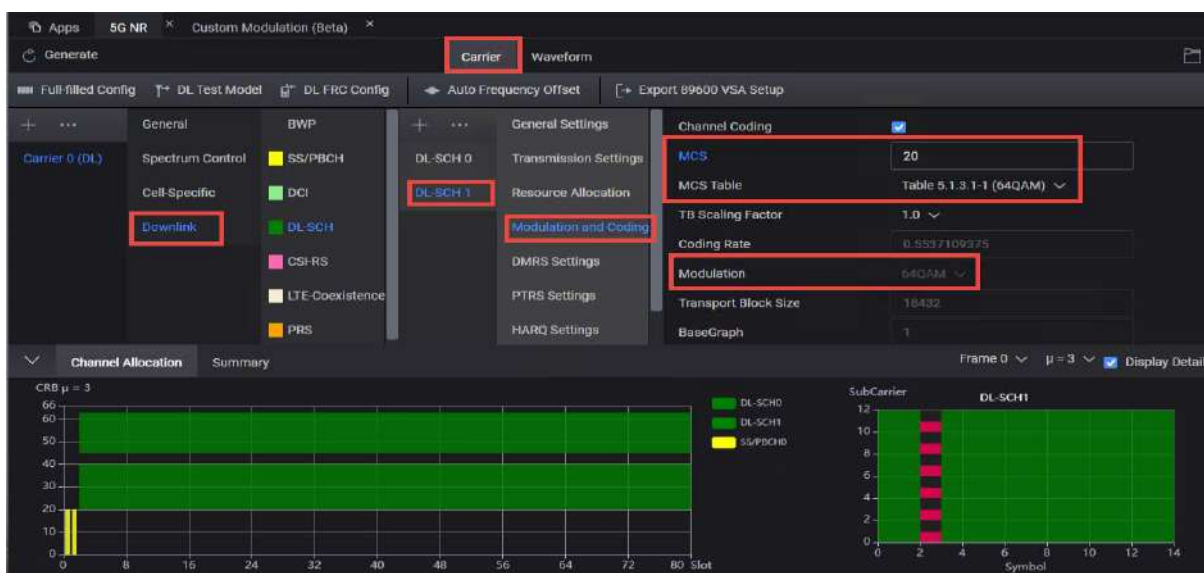 Apps 5G NR × Custom Modulation (Beta) ×
Generate Carrier Waveform
Full-filled Config DL Test Model DL FRC Config Auto Frequency Offset Export 89600 VSA Setup
+ ... General BWP + ... General Settings Channel Coding
Carrier 0 (DL) Spectrum Control SS/PBCH DL-SCH 0 Transmission Settings MCS 20
Cell-Specific DCI DL-SCH 1 Resource Allocation MCS Table Table 5.1.3.1-1 (64QAM)
Downlink DL-SCH Modulation and Coding TB Scaling Factor 1.0
CSI-RS DMRS Settings Coding Rate 0.5537109375
LTE-Coexistence PTRS Settings Modulation 64QAM
PRS HARQ Settings Transport Block Size 18432
BaseGraph 1
Channel Allocation Summary Frame 0 μ = 3 Display Detail
CRB μ = 3
66
60
50
40
30
20
10
0
0 8 16 24 32 40 48 56 64 72 80 Slot
DL-SCH0
DL-SCH1
SS/PBCH0
SubCarrier DL-SCH1
12
10
8
6
4
2
0
0 2 4 6 8 10 12 14
Symbol